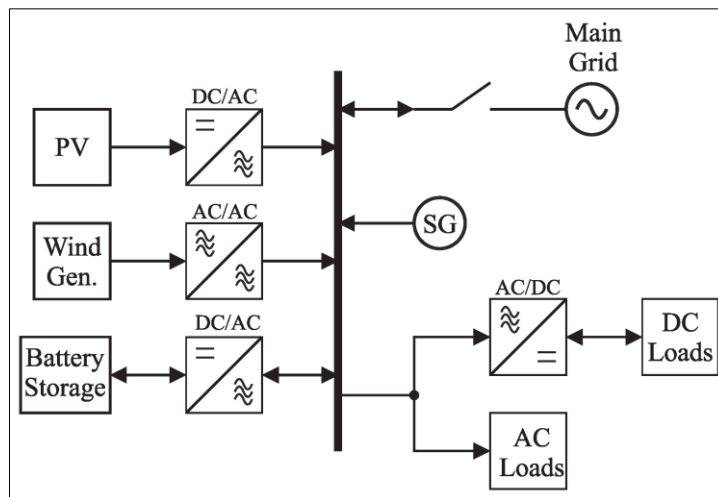 Main
Grid
DC/AC
PV
SG
AC/AC
Wind
Gen.
AC/DC
DC
Loads
DC/AC
Battery
Storage
AC
Loads